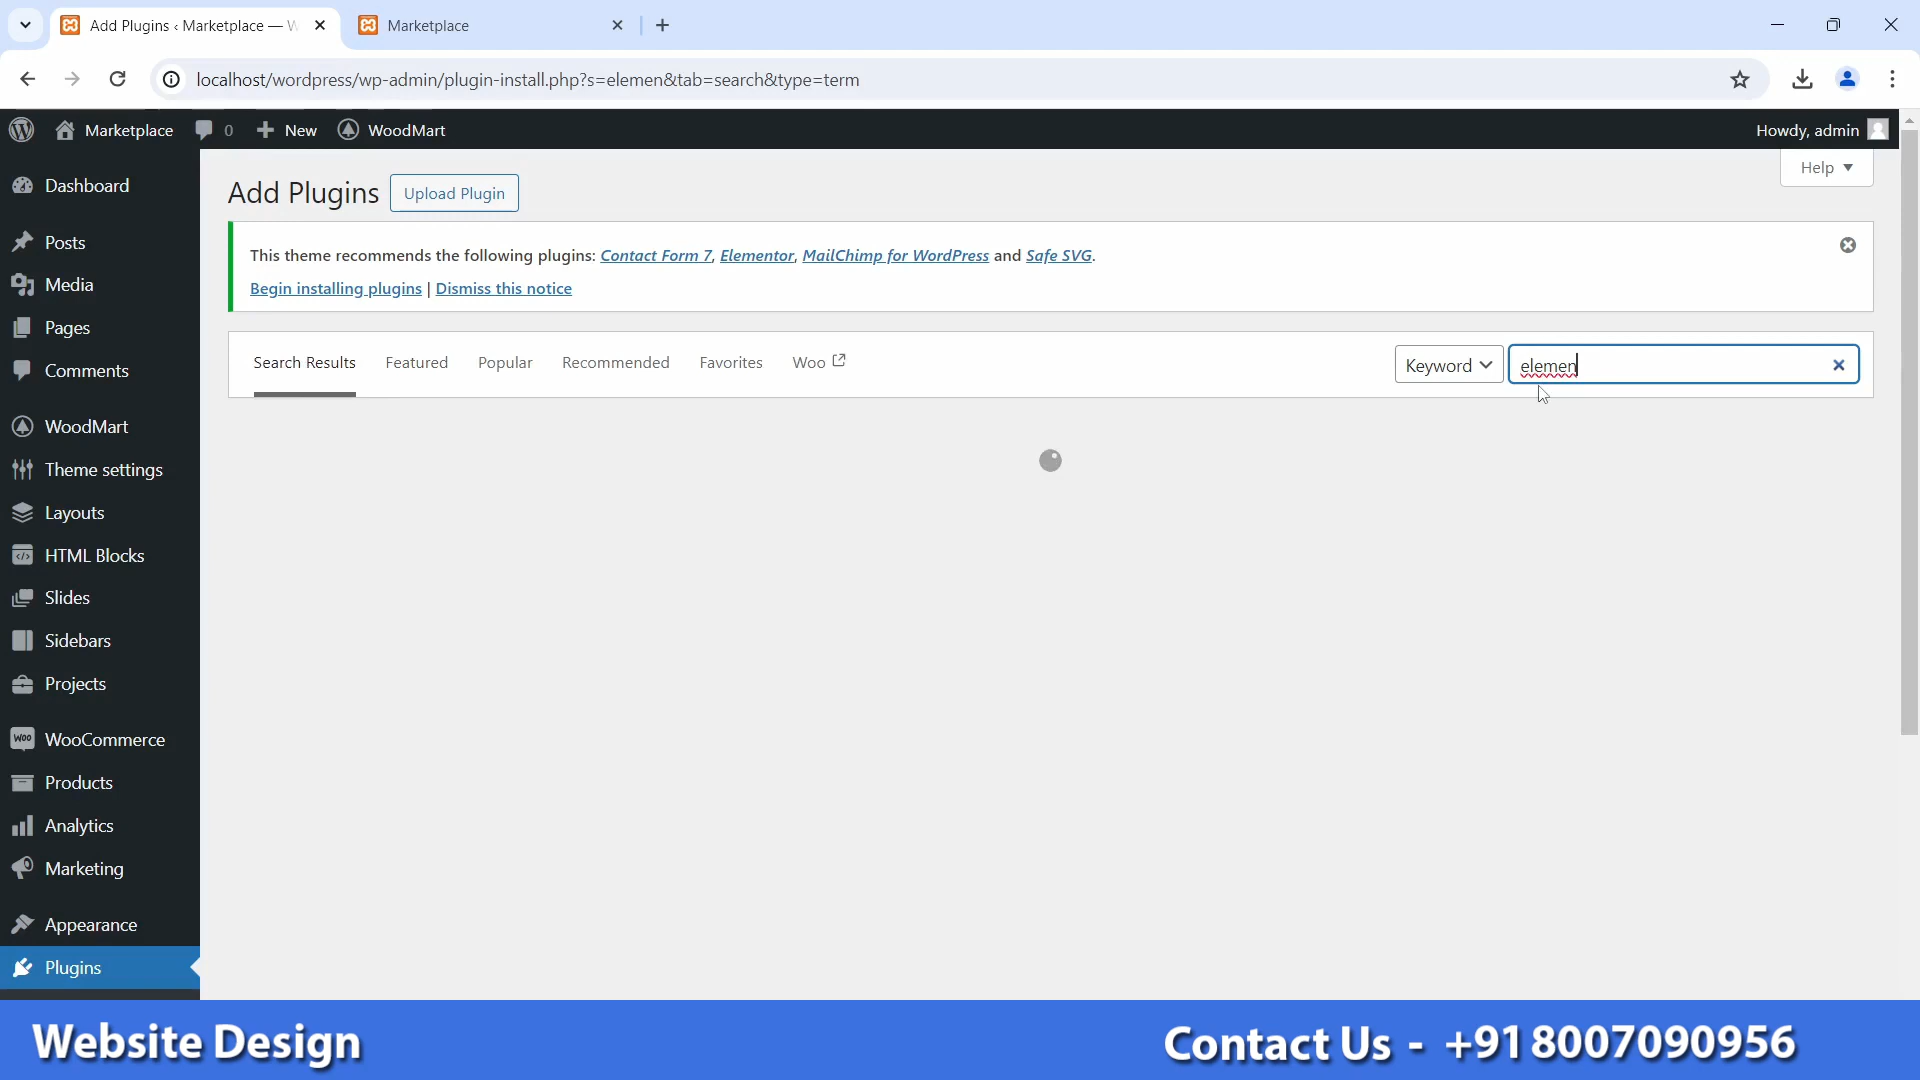 Add Plugins ‹ Marketplace — W
Marketplace
localhost/wordpress/wp-admin/plugin-install.php?s=elemen&tab=search&type=term
Marketplace
0
New
WoodMart
Howdy, admin
Help
Dashboard
Posts
Media
Pages
Comments
WoodMart
Theme settings
Layouts
HTML Blocks
Slides
Sidebars
Projects
WooCommerce
Products
Analytics
Marketing
Appearance
Plugins
Add Plugins
Upload Plugin
This theme recommends the following plugins: Contact Form 7, Elementor, MailChimp for WordPress and Safe SVG.
Begin installing plugins | Dismiss this notice
Search Results
Featured
Popular
Recommended
Favorites
Woo
Keyword
elemen
Website Design
Contact Us - +91 8007090956